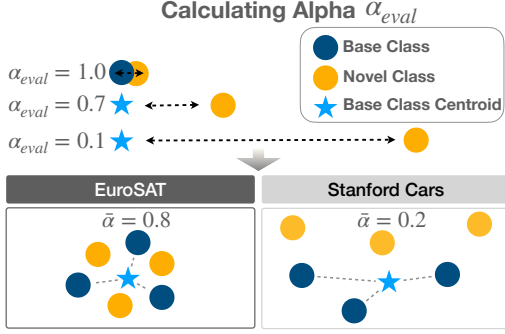 Calculating Alpha α_eval
α_eval = 1.0
α_eval = 0.7
α_eval = 0.1
Base Class
Novel Class
Base Class Centroid
EuroSAT
ᾱ = 0.8
Stanford Cars
ᾱ = 0.2